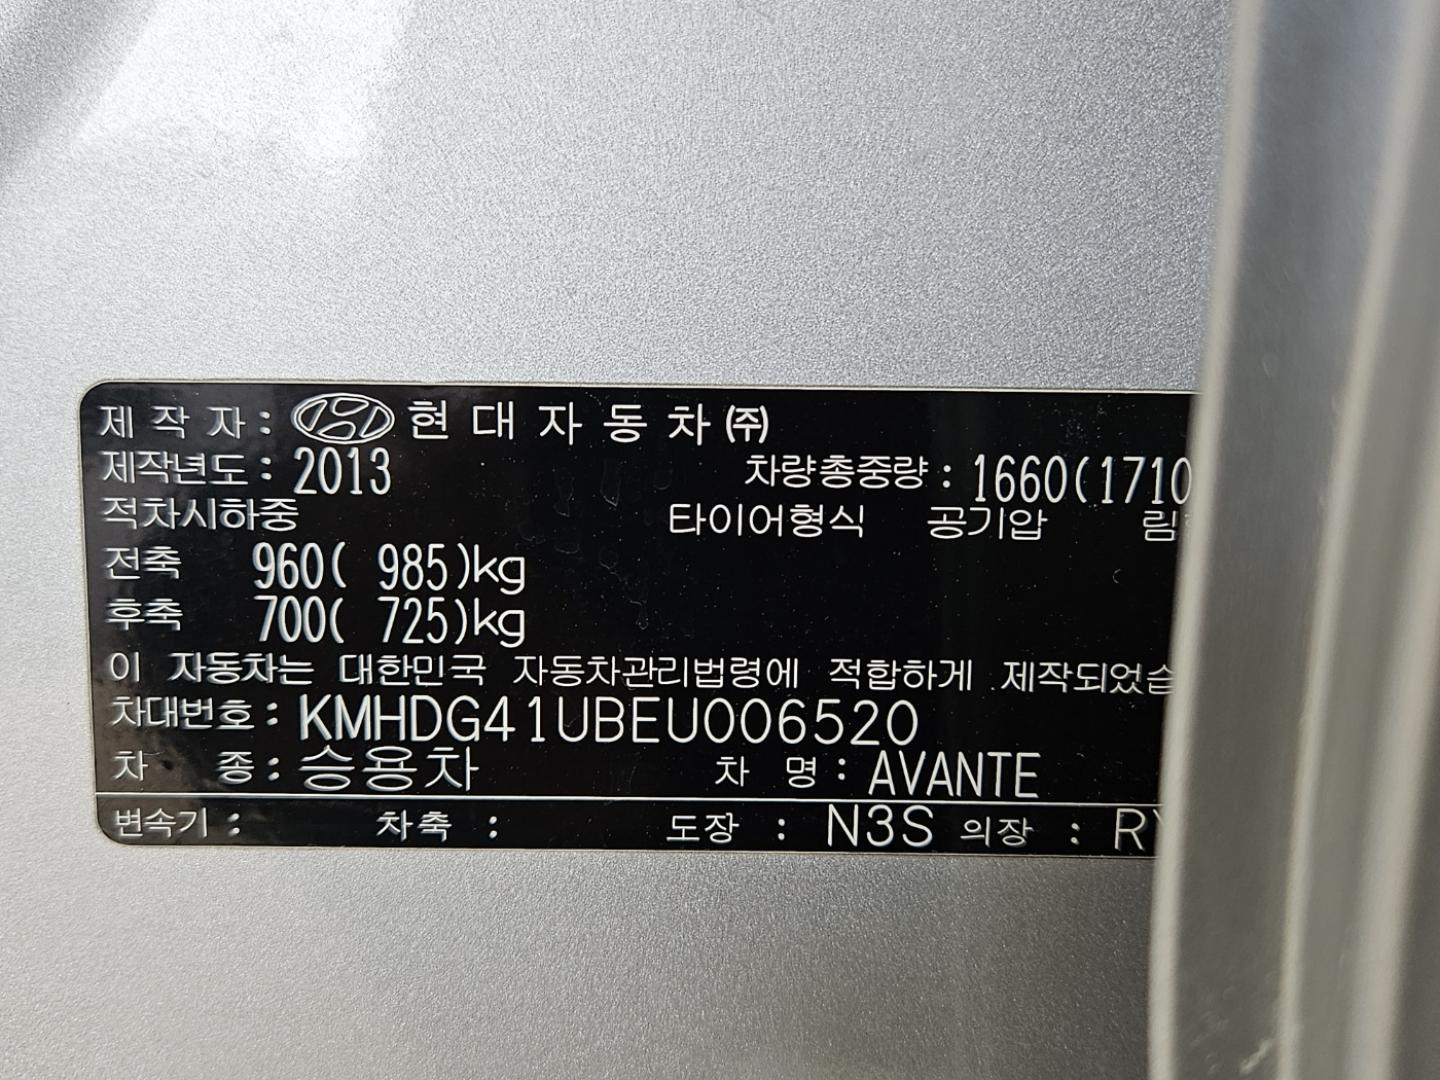 제 작 자 : 현 대 자 동 차 ㈜
제작년도 : 2013 차량총중량 : 1660(1710
적차시하중 타이어형식 공기압 림
전축 960( 985)kg
후축 700( 725)kg
이 자동차는 대한민국 자동차관리법령에 적합하게 제작되었습
차대번호 : KMHDG41UBEU006520
차 종 : 승용차 차 명 : AVANTE
변속기 : 차축 : 도장 : N3S 의장 : RY